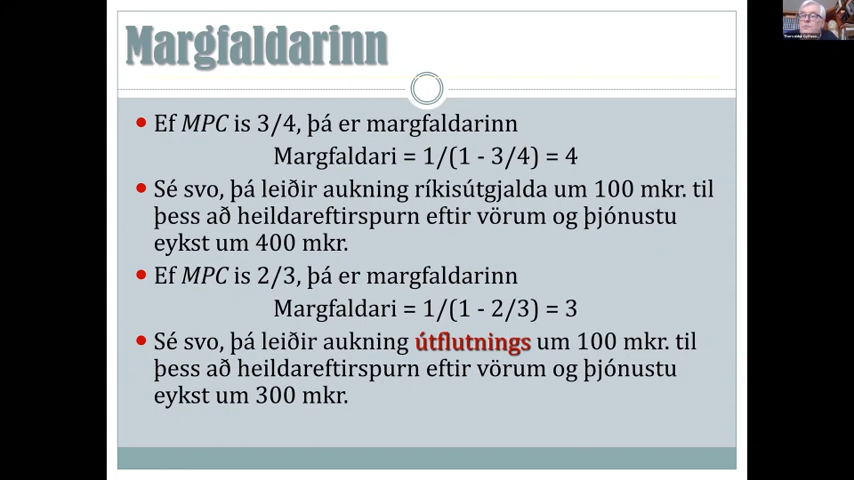 Margfaldarinn
Ef MPC is 3/4, þá er margfaldarinn
Margfaldari = 1/(1 - 3/4) = 4
Sé svo, þá leiðir aukning ríkisútgjalda um 100 mkr. til
þess að heildareftirspurn eftir vörum og þjónustu
eykst um 400 mkr.
Ef MPC is 2/3, þá er margfaldarinn
Margfaldari = 1/(1 - 2/3) = 3
Sé svo, þá leiðir aukning útflutnings um 100 mkr. til
þess að heildareftirspurn eftir vörum og þjónustu
eykst um 300 mkr.